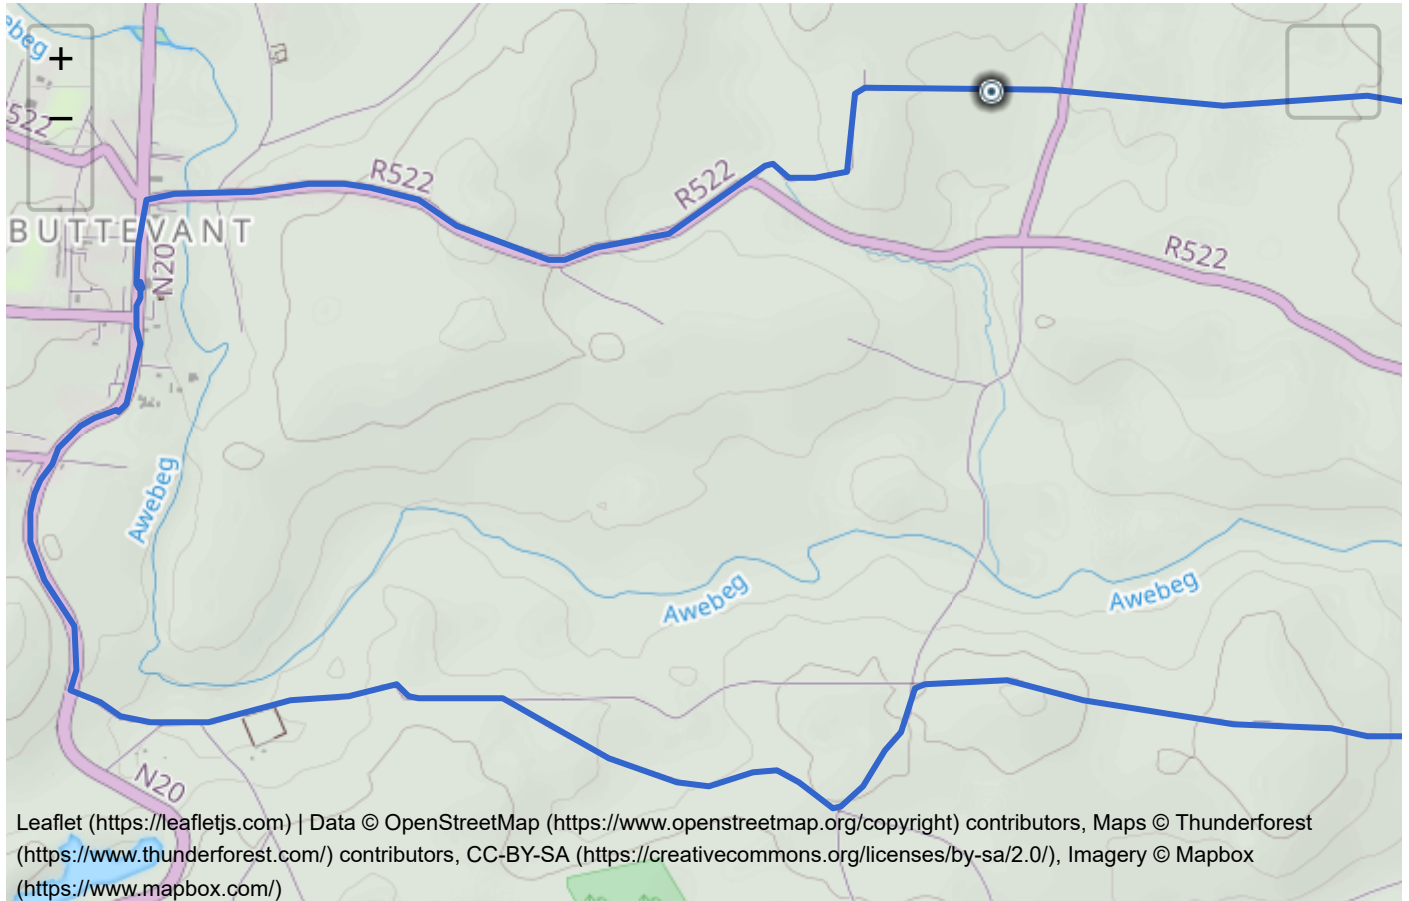 ebeg
+
522
−
R522
R522
BUTTEVANT
N20
R522
Awebeg
Awebeg
Awebeg
N20
Leaflet (https://leafletjs.com) | Data © OpenStreetMap (https://www.openstreetmap.org/copyright) contributors, Maps © Thunderforest
(https://www.thunderforest.com/) contributors, CC-BY-SA (https://creativecommons.org/licenses/by-sa/2.0/), Imagery © Mapbox
(https://www.mapbox.com/)